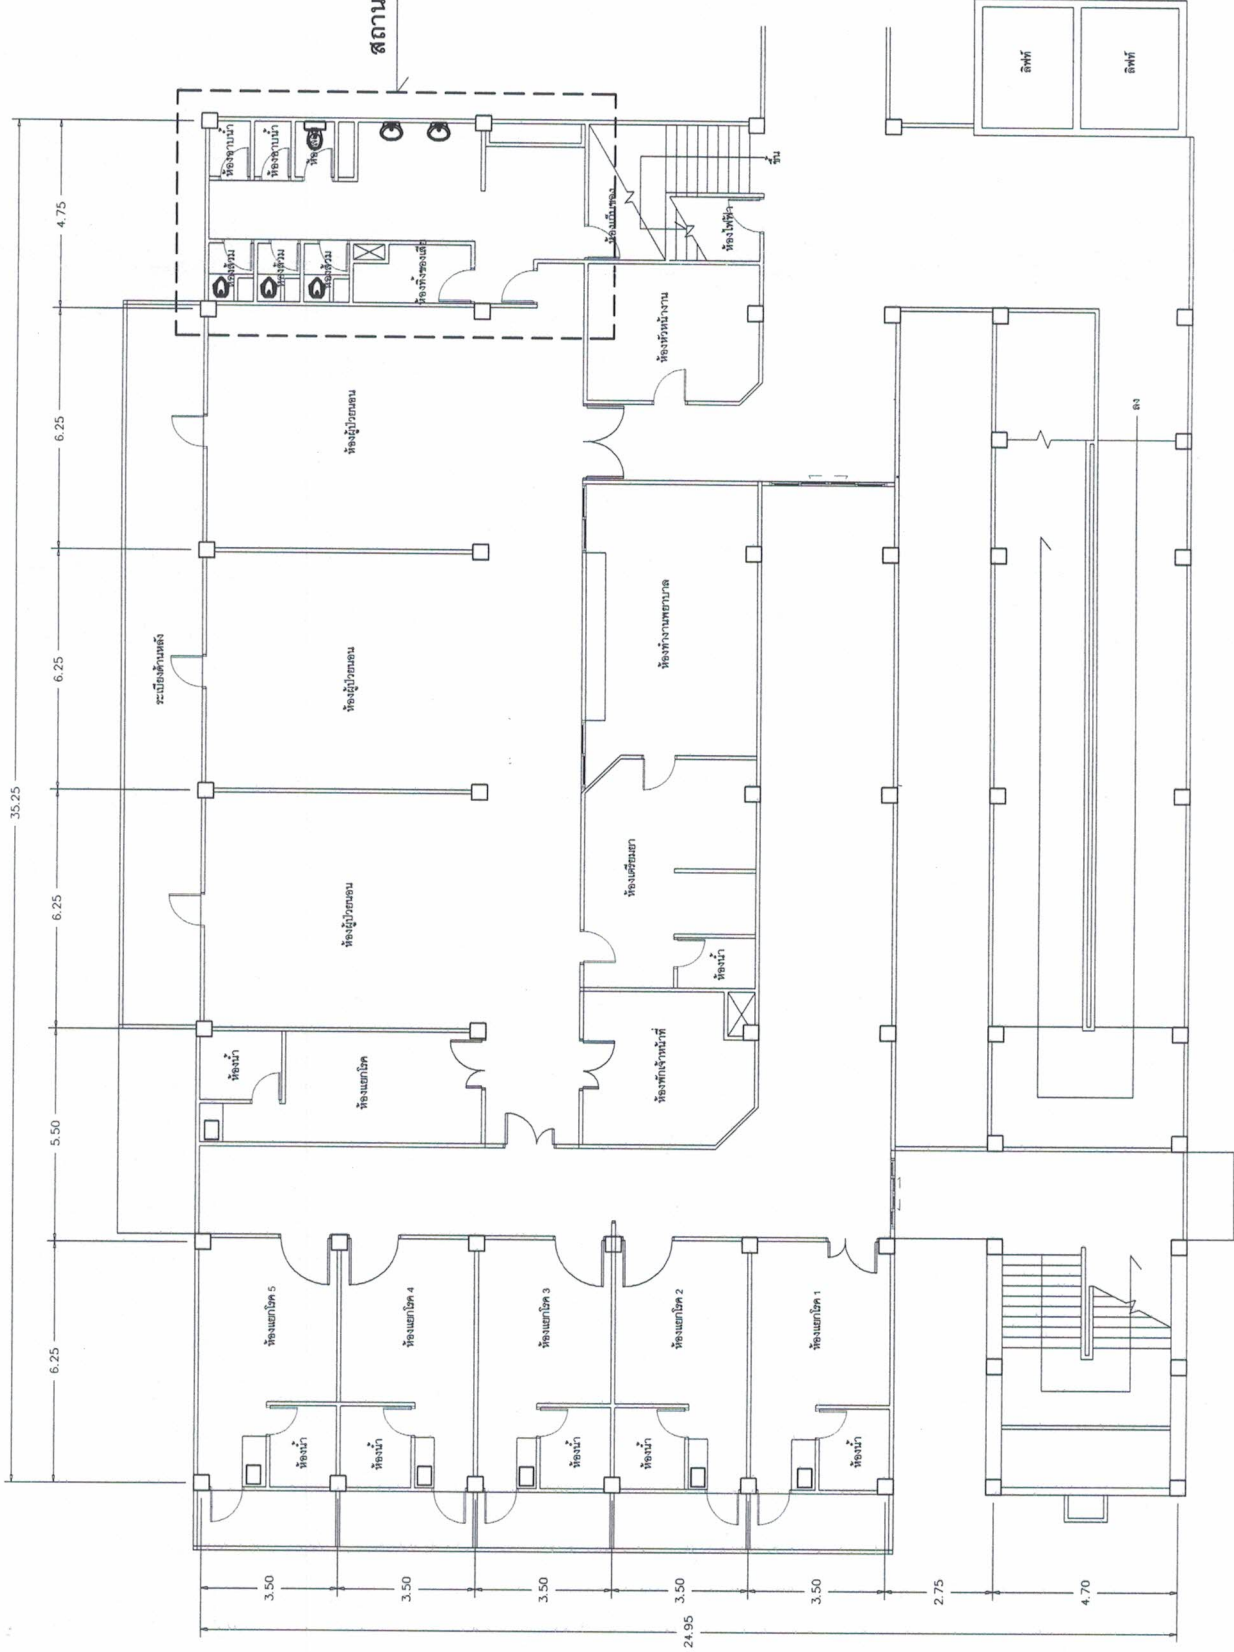 สถาน
35.25
6.25
5.50
6.25
6.25
6.25
4.75
ระเบียงด้านหลัง
ห้องแยกโรค 5
ห้องน้ำ
ห้องแยกโรค 4
ห้องน้ำ
ห้องแยกโรค 3
ห้องน้ำ
ห้องแยกโรค 2
ห้องน้ำ
ห้องแยกโรค 1
ห้องน้ำ
ห้องน้ำ
ห้องแยกโรค
ห้องผู้ป่วยนอน
ห้องผู้ป่วยนอน
ห้องผู้ป่วยนอน
ห้องส้วม
ห้องส้วม
ห้องส้วม
ห้องอาบน้ำ
ห้องอาบน้ำ
ห้องทิ้งของเสีย
ห้องเก็บของ
ห้องพักเจ้าหน้าที่
ห้องเตรียมยา
ห้องน้ำ
ห้องทำงานพยาบาล
ห้องหัวหน้างาน
ห้องไฟฟ้า
ขึ้น
ลง
ลิฟท์
ลิฟท์
3.50
3.50
3.50
3.50
3.50
2.75
4.70
24.95